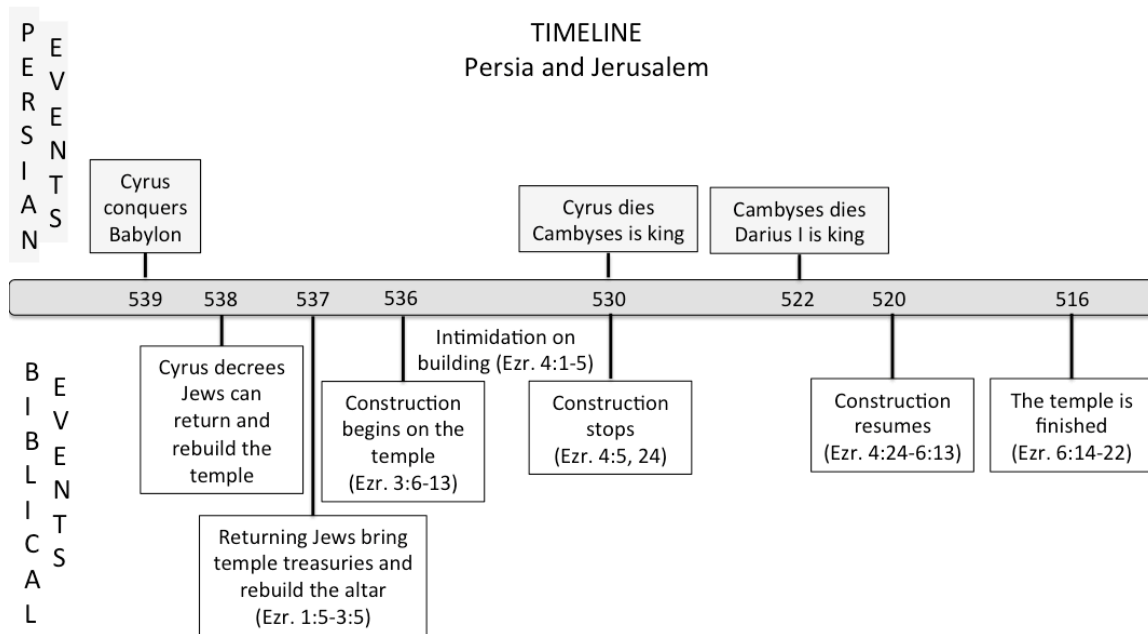 PERSIAN
EVENTS
TIMELINE
Persia and Jerusalem
Cyrus
conquers
Babylon
Cyrus dies
Cambyses is king
Cambyses dies
Darius I is king
539 538 537 536 530 522 520 516
BIBLICAL
EVENTS
Cyrus decrees
Jews can
return and
rebuild the
temple
Returning Jews bring
temple treasuries and
rebuild the altar
(Ezr. 1:5-3:5)
Construction
begins on the
temple
(Ezr. 3:6-13)
Intimidation on
building (Ezr. 4:1-5)
Construction
stops
(Ezr. 4:5, 24)
Construction
resumes
(Ezr. 4:24-6:13)
The temple is
finished
(Ezr. 6:14-22)